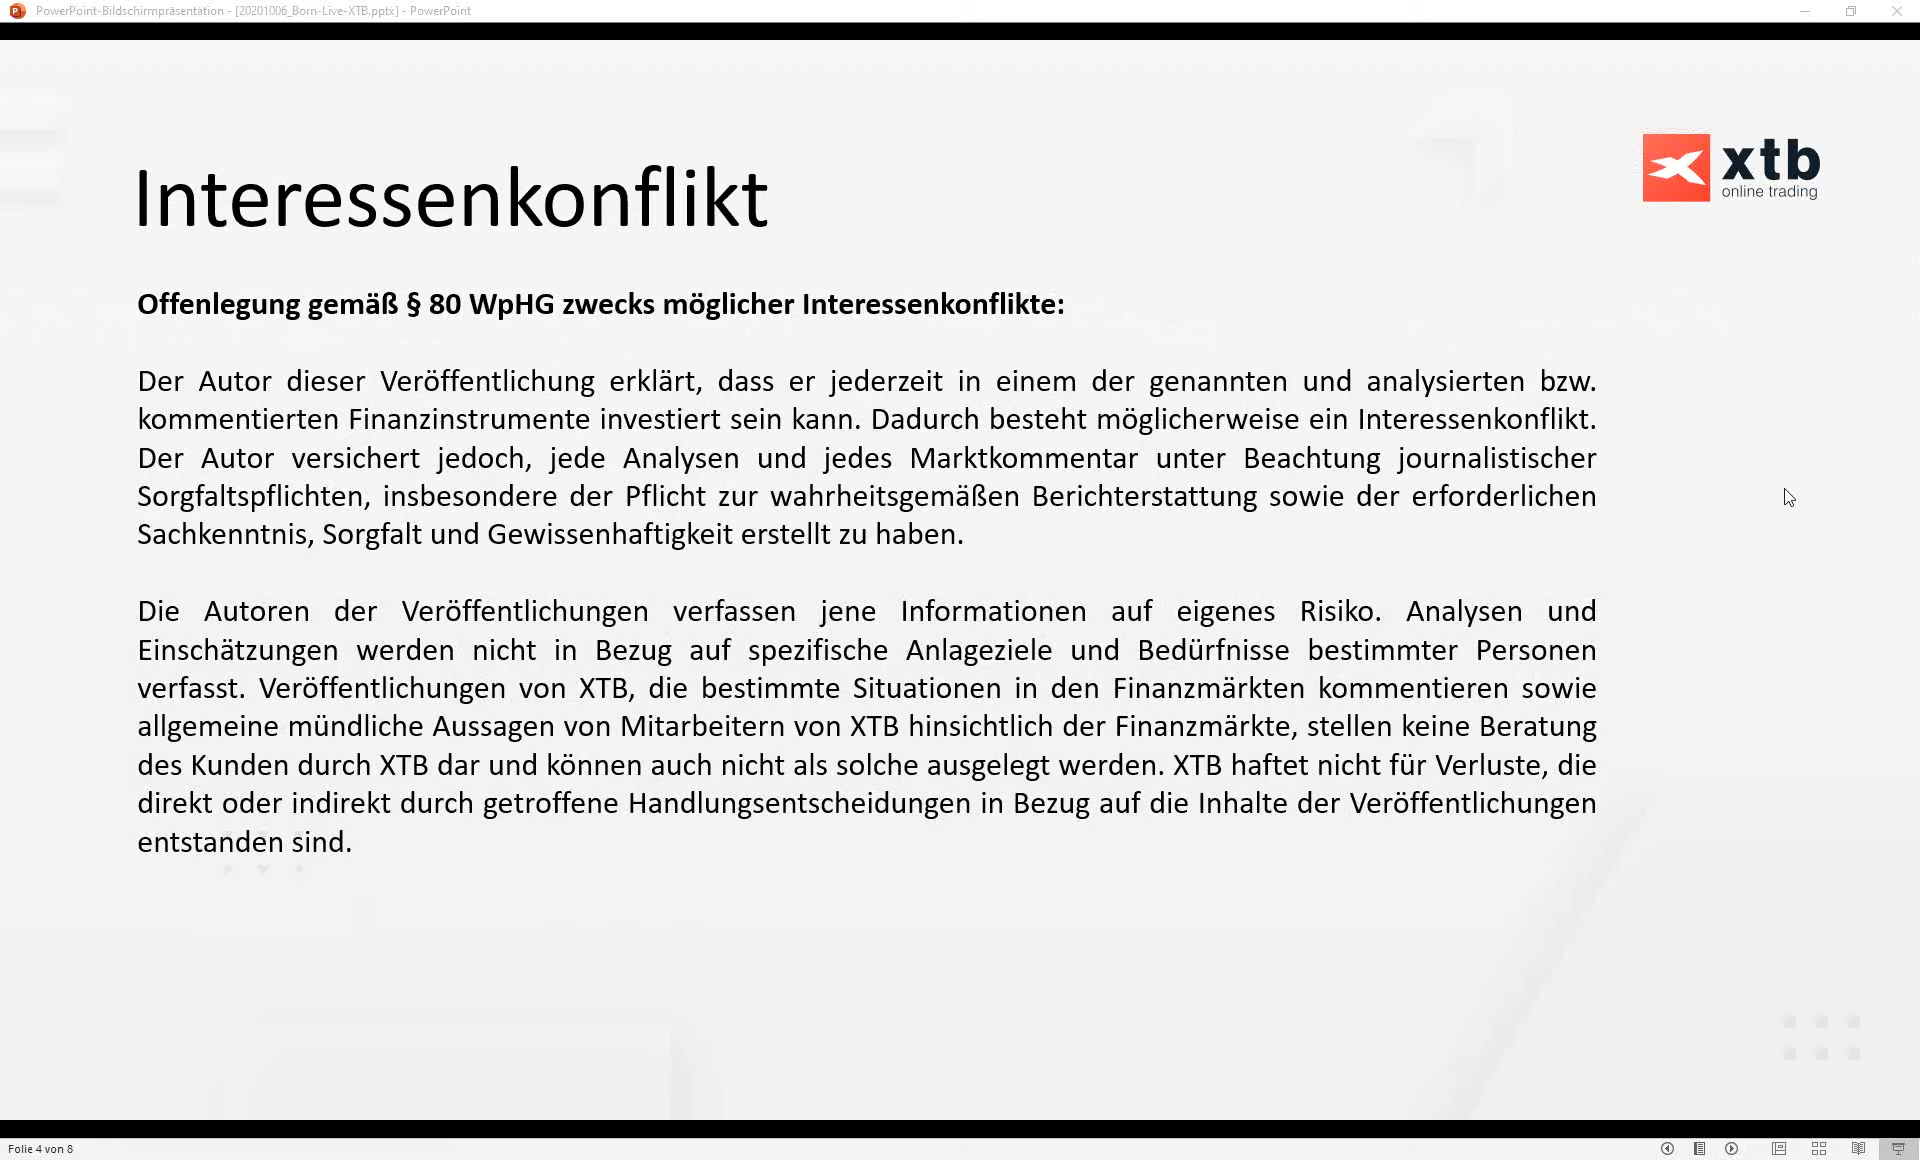 PowerPoint-Bildschirmpräsentation - [20201006_Born-Live-XTB.pptx] - PowerPoint
xtb
online trading
Interessenkonflikt
Offenlegung gemäß § 80 WpHG zwecks möglicher Interessenkonflikte:
Der Autor dieser Veröffentlichung erklärt, dass er jederzeit in einem der genannten und analysierten bzw.
kommentierten Finanzinstrumente investiert sein kann. Dadurch besteht möglicherweise ein Interessenkonflikt.
Der Autor versichert jedoch, jede Analysen und jedes Marktkommentar unter Beachtung journalistischer
Sorgfaltspflichten, insbesondere der Pflicht zur wahrheitsgemäßen Berichterstattung sowie der erforderlichen
Sachkenntnis, Sorgfalt und Gewissenhaftigkeit erstellt zu haben.
Die Autoren der Veröffentlichungen verfassen jene Informationen auf eigenes Risiko. Analysen und
Einschätzungen werden nicht in Bezug auf spezifische Anlageziele und Bedürfnisse bestimmter Personen
verfasst. Veröffentlichungen von XTB, die bestimmte Situationen in den Finanzmärkten kommentieren sowie
allgemeine mündliche Aussagen von Mitarbeitern von XTB hinsichtlich der Finanzmärkte, stellen keine Beratung
des Kunden durch XTB dar und können auch nicht als solche ausgelegt werden. XTB haftet nicht für Verluste, die
direkt oder indirekt durch getroffene Handlungsentscheidungen in Bezug auf die Inhalte der Veröffentlichungen
entstanden sind.
Folie 4 von 8